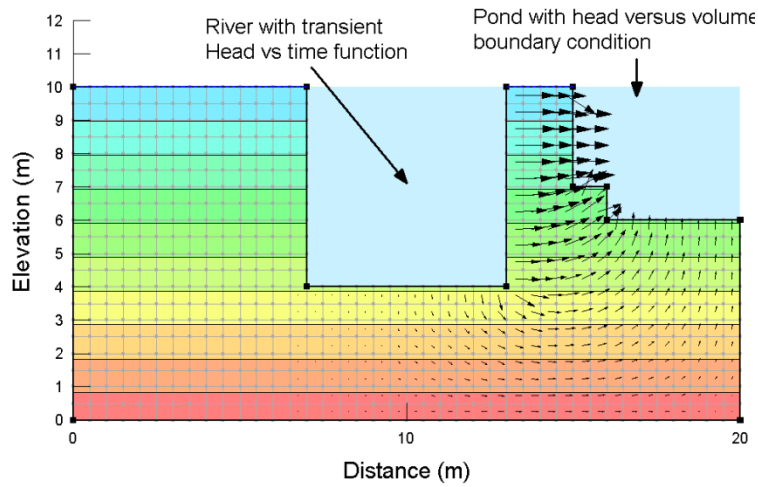 River with transient
Head vs time function
Pond with head versus volume
boundary condition
12
11
10
9
8
7
6
5
4
3
2
1
0
Elevation (m)
0
10
20
Distance (m)